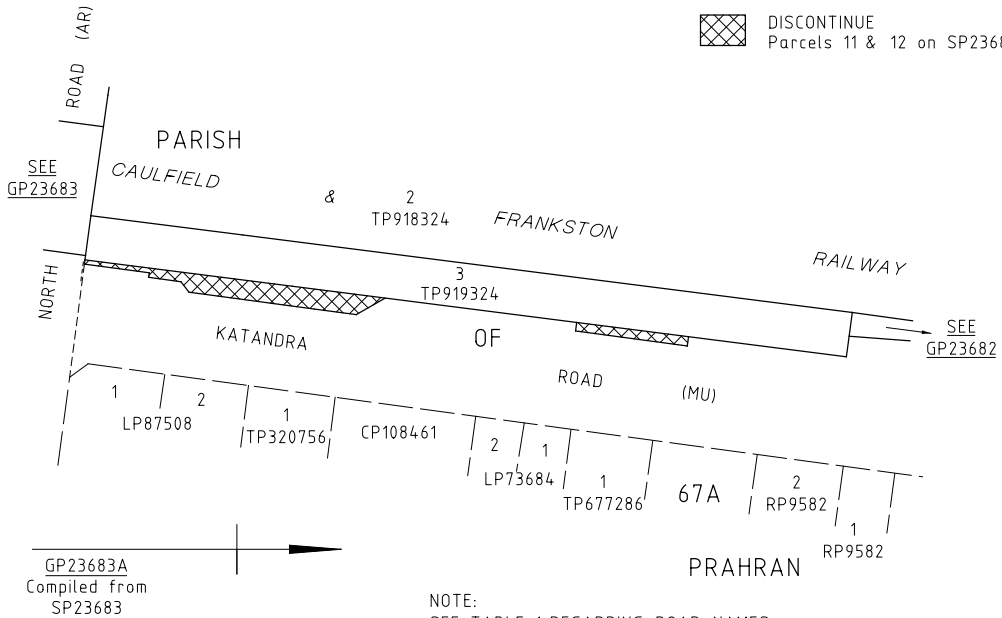 DISCONTINUE
Parcels 11 & 12 on SP2368
ROAD (AR)
PARISH
SEE
GP23683
CAULFIELD & FRANKSTON RAILWAY
2
TP918324
3
TP919324
NORTH
KATANDRA ROAD (MU)
OF
SEE
GP23682
1 2
LP87508
1
TP320756
CP108461
2 1
LP73684
1
TP677286
67A
2
RP9582
1
RP9582
PRAHRAN
GP23683A
Compiled from
SP23683
NOTE: